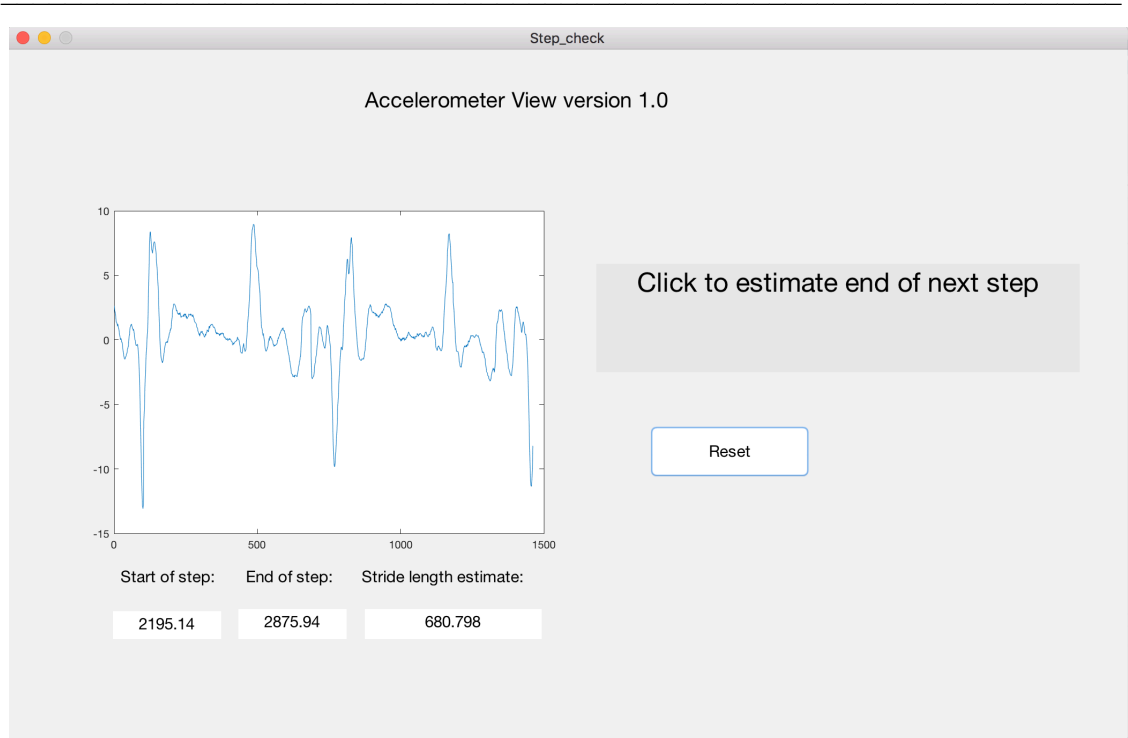 Step_check
Accelerometer View version 1.0
10
5
0
-5
-10
-15
0 500 1000 1500
Click to estimate end of next step
Reset
Start of step: End of step: Stride length estimate:
2195.14 2875.94 680.798